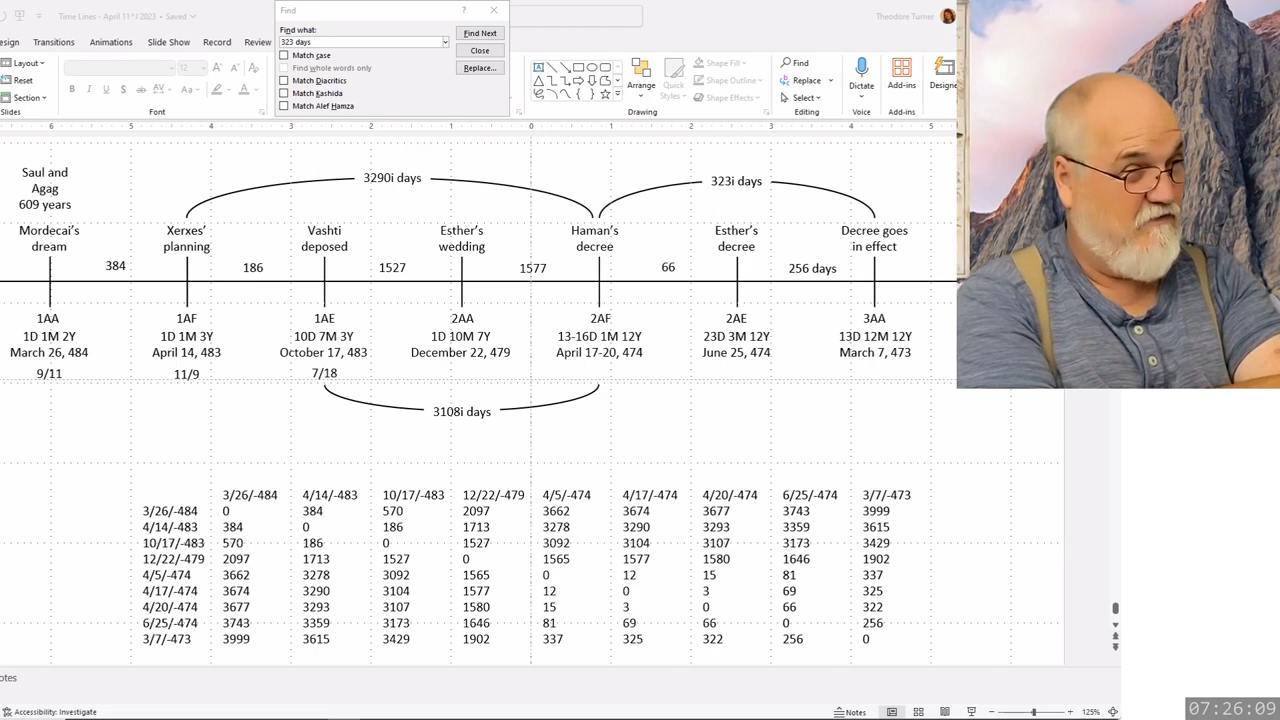 Time Lines - April 11^J 2023 • Saved
Theodore Turner
Find
?
Find what:
323 days
Find Next
Close
Replace...
Match case
Find whole words only
Match Diacritics
Match Kashida
Match Alef Hamza
esign Transitions Animations Slide Show Record Review
Layout
Reset
Section
Slides
12
Font
Arrange
Quick Styles
Shape Fill
Shape Outline
Shape Effects
Drawing
Find
Replace
Select
Editing
Dictate
Voice
Add-ins
Add-ins
Designe
6 5 4 3 2 1 0 1 2 3 4 5
Saul and
Agag
609 years
3290i days 323i days
Mordecai's dream
Xerxes' planning
Vashti deposed
Esther's wedding
Haman's decree
Esther's decree
Decree goes in effect
384 186 1527 1577 66 256 days
1AA 1AF 1AE 2AA 2AF 2AE 3AA
1D 1M 2Y 1D 1M 3Y 10D 7M 3Y 1D 10M 7Y 13-16D 1M 12Y 23D 3M 12Y 13D 12M 12Y
March 26, 484 April 14, 483 October 17, 483 December 22, 479 April 17-20, 474 June 25, 474 March 7, 473
9/11 11/9 7/18
3108i days
3/26/-484 4/14/-483 10/17/-483 12/22/-479 4/5/-474 4/17/-474 4/20/-474 6/25/-474 3/7/-473
3/26/-484 0 384 570 2097 3662 3674 3677 3743 3999
4/14/-483 384 0 186 1713 3278 3290 3293 3359 3615
10/17/-483 570 186 0 1527 3092 3104 3107 3173 3429
12/22/-479 2097 1713 1527 0 1565 1577 1580 1646 1902
4/5/-474 3662 3278 3092 1565 0 12 15 81 337
4/17/-474 3674 3290 3104 1577 12 0 3 69 325
4/20/-474 3677 3293 3107 1580 15 3 0 66 322
6/25/-474 3743 3359 3173 1646 81 69 66 0 256
3/7/-473 3999 3615 3429 1902 337 325 322 256 0
otes
Accessibility: Investigate
Notes
125%
07:26:09